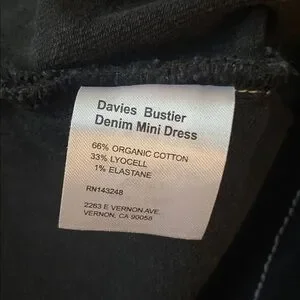 Davies Bustier
Denim Mini Dress
66% ORGANIC COTTON
33% LYOCELL
1% ELASTANE
RN143248
2263 E VERNON AVE.
VERNON, CA 90058